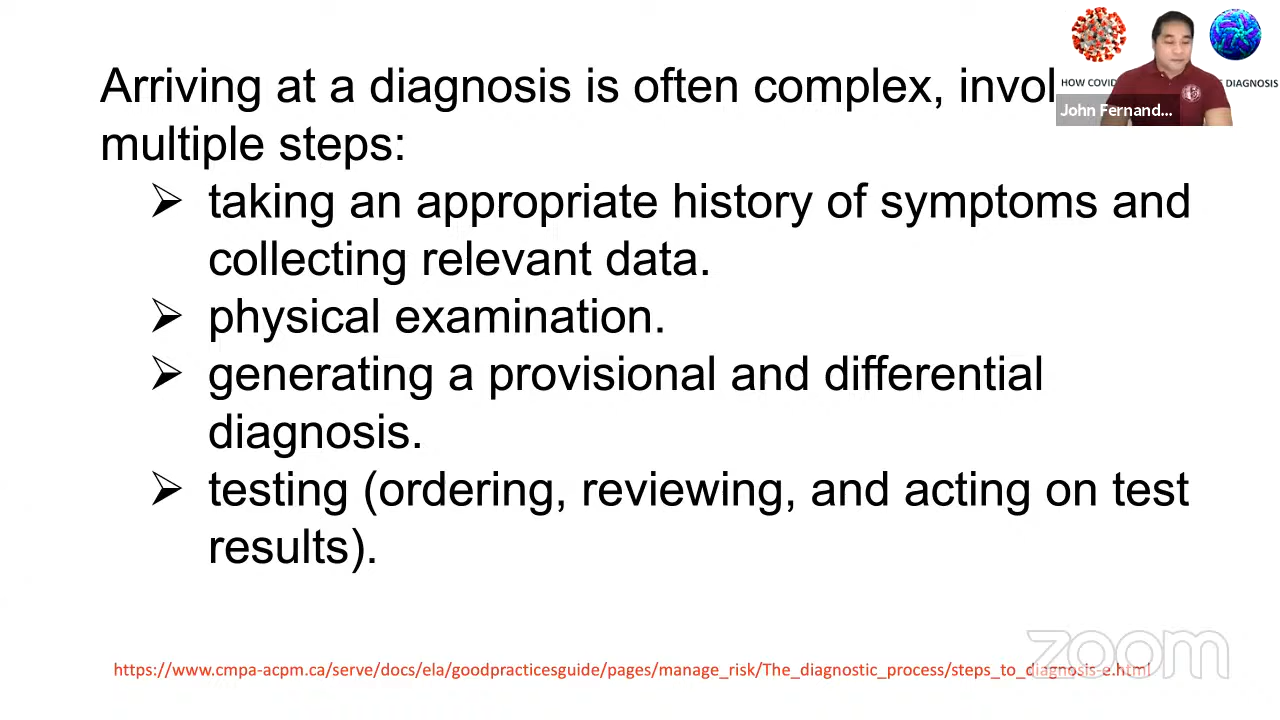 Arriving at a diagnosis is often complex, invol
multiple steps:
➢ taking an appropriate history of symptoms and
collecting relevant data.
➢ physical examination.
➢ generating a provisional and differential
diagnosis.
➢ testing (ordering, reviewing, and acting on test
results).
HOW COVID DIAGNOSIS
John Fernand...
https://www.cmpa-acpm.ca/serve/docs/ela/goodpracticesguide/pages/manage_risk/The_diagnostic_process/steps_to_diagnosis-e.html
zoom